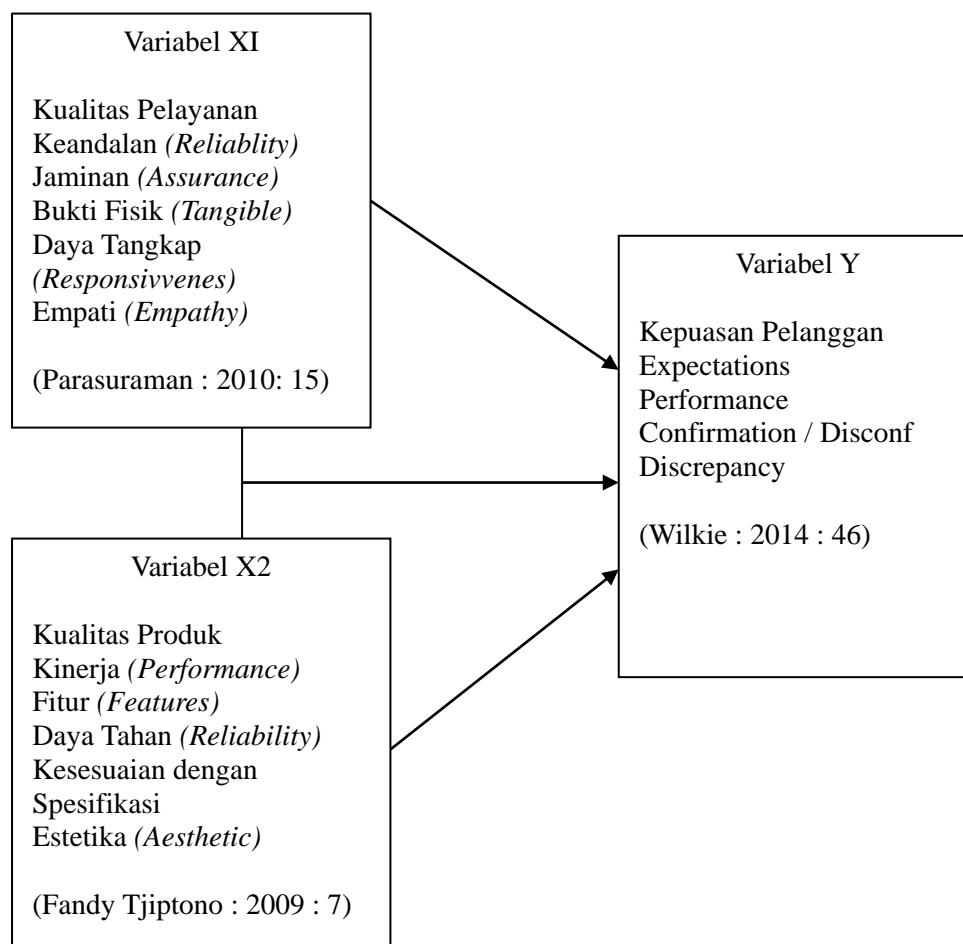 Variabel XI
Kualitas Pelayanan
Keandalan (Reliablity)
Jaminan (Assurance)
Bukti Fisik (Tangible)
Daya Tangkap
(Responsivvenes)
Empati (Empathy)
(Parasuraman : 2010: 15)
Variabel Y
Kepuasan Pelanggan
Expectations
Performance
Confirmation / Disconf
Discrepancy
(Wilkie : 2014 : 46)
Variabel X2
Kualitas Produk
Kinerja (Performance)
Fitur (Features)
Daya Tahan (Reliability)
Kesesuaian dengan
Spesifikasi
Estetika (Aesthetic)
(Fandy Tjiptono : 2009 : 7)